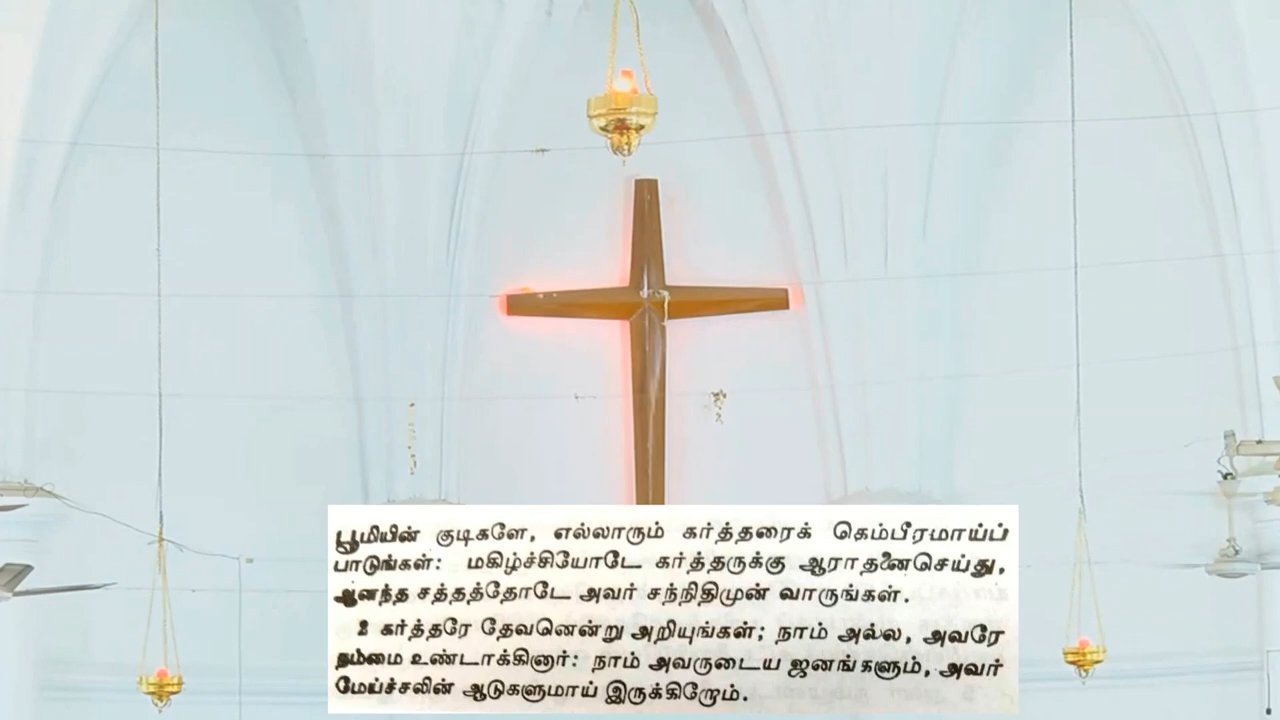 பூமியின் குடிகளே, எல்லாரும் கர்த்தரைக் கெம்பீரமாய்ப்
பாடுங்கள்: மகிழ்ச்சியோடே கர்த்தருக்கு ஆராதனைசெய்து,
ஆனந்த சத்தத்தோடே அவர் சந்நிதிமுன் வாருங்கள்.
2 கர்த்தரே தேவனென்று அறியுங்கள்; நாம் அல்ல, அவரே
நம்மை உண்டாக்கினார்: நாம் அவருடைய ஜனங்களும், அவர்
மேய்ச்சலின் ஆடுகளுமாய் இருக்கிறோம்.